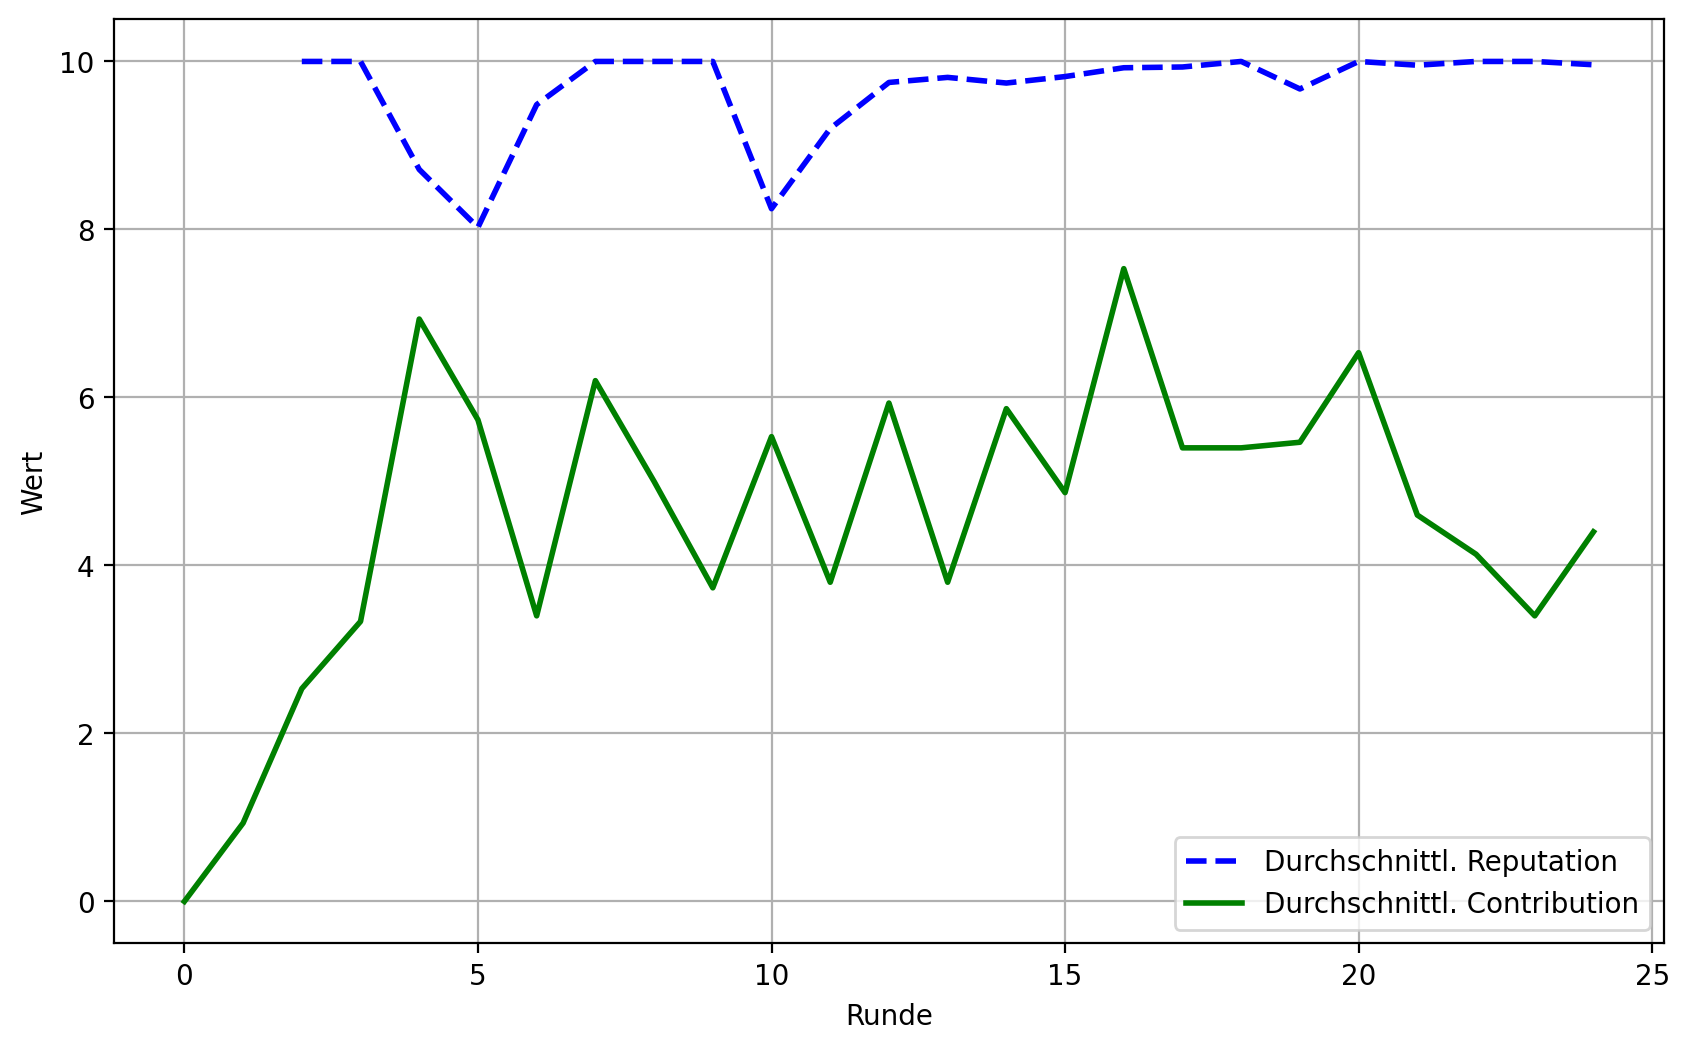 10
8
6
4
2
0
Wert
0 5 10 15 20 25
Runde
Durchschnittl. Reputation
Durchschnittl. Contribution